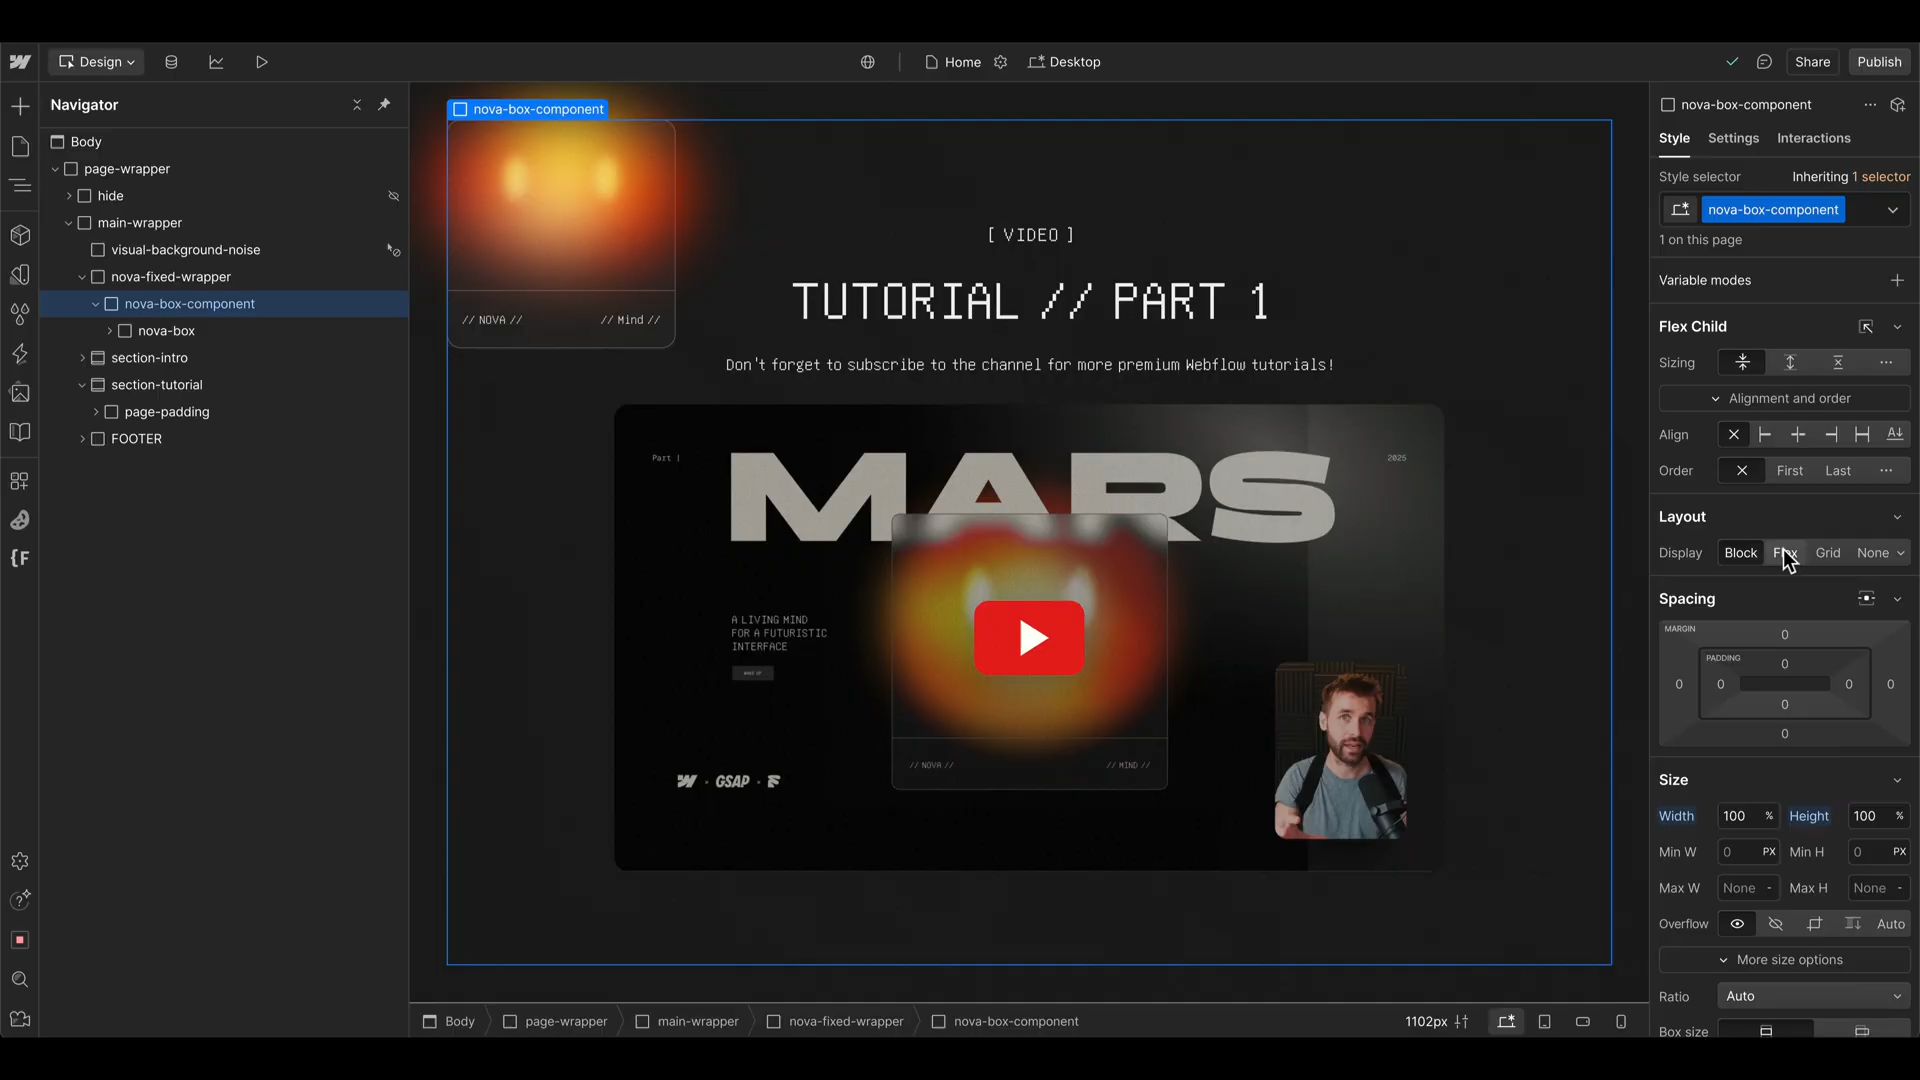 Design
Home
Desktop
Share
Publish
Navigator
Body
page-wrapper
hide
main-wrapper
visual-background-noise
nova-fixed-wrapper
nova-box-component
nova-box
section-intro
section-tutorial
page-padding
FOOTER
nova-box-component
// NOVA //
// Mind //
[ VIDEO ]
TUTORIAL // PART 1
Don't forget to subscribe to the channel for more premium Webflow tutorials!
Part |
2025
MARS
A LIVING MIND
FOR A FUTURISTIC
INTERFACE
WAKE UP
// NOVA //
// MIND //
GSAP
Body
page-wrapper
main-wrapper
nova-fixed-wrapper
nova-box-component
1102px
nova-box-component
Style
Settings
Interactions
Style selector
Inheriting 1 selector
nova-box-component
1 on this page
Variable modes
Flex Child
Sizing
Alignment and order
Align
Order
First
Last
Layout
Display
Block
Flex
Grid
None
Spacing
MARGIN
0
PADDING
0
0
0
0
0
0
0
Size
Width
100 %
Height
100 %
Min W
0 PX
Min H
0 PX
Max W
None -
Max H
None -
Overflow
Auto
More size options
Ratio
Auto
Box size